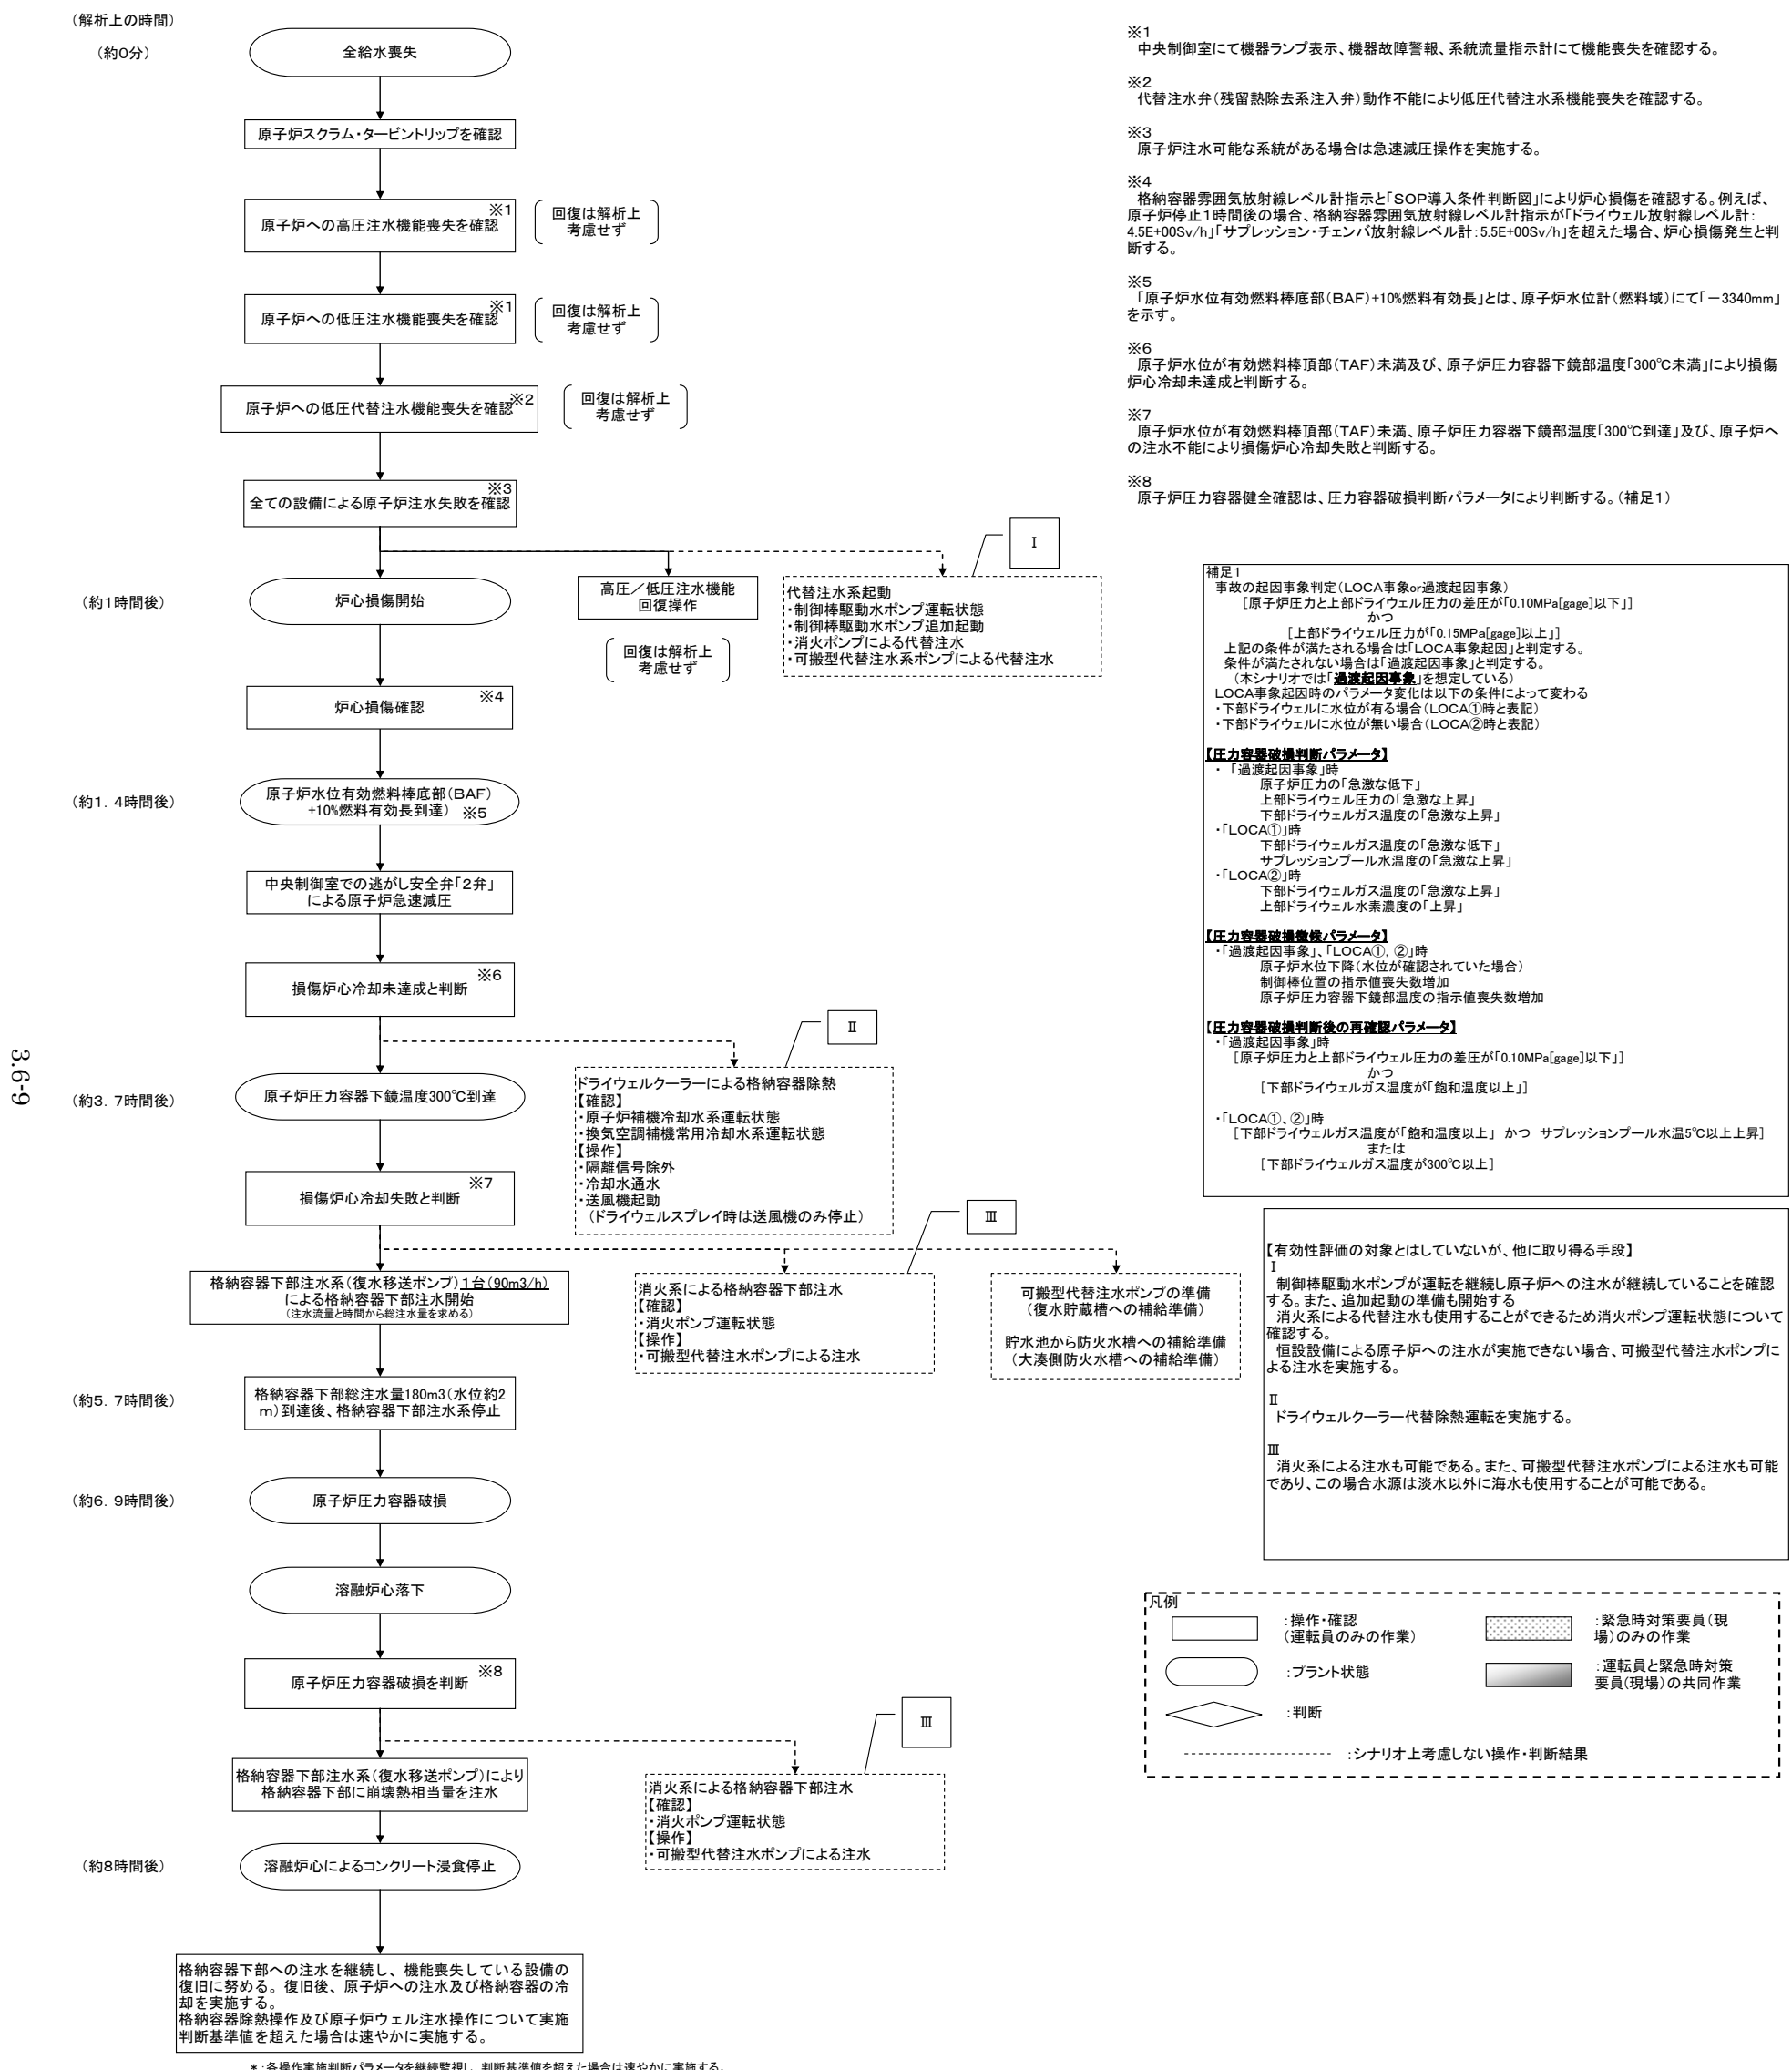 （解析上の時間）
（約0分）
全給水喪失
原子炉スクラム・タービントリップを確認
※1
原子炉への高圧注水機能喪失を確認
回復は解析上
考慮せず
※1
原子炉への低圧注水機能喪失を確認
回復は解析上
考慮せず
※2
原子炉への低圧代替注水機能喪失を確認
回復は解析上
考慮せず
※3
全ての設備による原子炉注水失敗を確認
Ⅰ
（約1時間後）
炉心損傷開始
高圧／低圧注水機能
回復操作
回復は解析上
考慮せず
代替注水系起動
・制御棒駆動水ポンプ運転状態
・制御棒駆動水ポンプ追加起動
・消火ポンプによる代替注水
・可搬型代替注水系ポンプによる代替注水
※4
炉心損傷確認
（約1．4時間後）
原子炉水位有効燃料棒底部（BAF）
+10%燃料有効長到達） ※5
中央制御室での逃がし安全弁「2弁」
による原子炉急速減圧
※6
損傷炉心冷却未達成と判断
Ⅱ
（約3．7時間後）
原子炉圧力容器下鏡温度300℃到達
ドライウェルクーラーによる格納容器除熱
【確認】
・原子炉補機冷却水系運転状態
・換気空調補機常用冷却水系運転状態
【操作】
・隔離信号除外
・冷却水通水
・送風機起動
（ドライウェルスプレイ時は送風機のみ停止）
※7
損傷炉心冷却失敗と判断
Ⅲ
格納容器下部注水系（復水移送ポンプ）1台（90m3/h）
による格納容器下部注水開始
（注水流量と時間から総注水量を求める）
消火系による格納容器下部注水
【確認】
・消火ポンプ運転状態
【操作】
・可搬型代替注水ポンプによる注水
可搬型代替注水ポンプの準備
（復水貯蔵槽への補給準備）
貯水池から防火水槽への補給準備
（大湊側防火水槽への補給準備）
（約5．7時間後）
格納容器下部総注水量180m3（水位約2
m）到達後、格納容器下部注水系停止
（約6．9時間後）
原子炉圧力容器破損
溶融炉心落下
※8
原子炉圧力容器破損を判断
Ⅲ
格納容器下部注水系（復水移送ポンプ）により
格納容器下部に崩壊熱相当量を注水
消火系による格納容器下部注水
【確認】
・消火ポンプ運転状態
【操作】
・可搬型代替注水ポンプによる注水
（約8時間後）
溶融炉心によるコンクリート浸食停止
格納容器下部への注水を継続し、機能喪失している設備の
復旧に努める。復旧後、原子炉への注水及び格納容器の冷
却を実施する。
格納容器除熱操作及び原子炉ウェル注水操作について実施
判断基準値を超えた場合は速やかに実施する。
＊：各操作実施判断パラメータを継続監視し、判断基準値を超えた場合は速やかに実施する。
3.6-9
※1
中央制御室にて機器ランプ表示、機器故障警報、系統流量指示計にて機能喪失を確認する。
※2
代替注水弁（残留熱除去系注入弁）動作不能により低圧代替注水系機能喪失を確認する。
※3
原子炉注水可能な系統がある場合は急速減圧操作を実施する。
※4
格納容器雰囲気放射線レベル計指示と「SOP導入条件判断図」により炉心損傷を確認する。例えば、
原子炉停止1時間後の場合、格納容器雰囲気放射線レベル計指示が「ドライウェル放射線レベル計：
4.5E+00Sv/h」「サプレッション・チェンバ放射線レベル計：5.5E+00Sv/h」を超えた場合、炉心損傷発生と判
断する。
※5
「原子炉水位有効燃料棒底部（BAF）+10%燃料有効長」とは、原子炉水位計（燃料域）にて「－3340mm」
を示す。
※6
原子炉水位が有効燃料棒頂部（TAF）未満及び、原子炉圧力容器下鏡部温度「300℃未満」により損傷
炉心冷却未達成と判断する。
※7
原子炉水位が有効燃料棒頂部（TAF）未満、原子炉圧力容器下鏡部温度「300℃到達」及び、原子炉へ
の注水不能により損傷炉心冷却失敗と判断する。
※8
原子炉圧力容器健全確認は、圧力容器破損判断パラメータにより判断する。（補足1）
補足1
事故の起因事象判定（LOCA事象or過渡起因事象）
［原子炉圧力と上部ドライウェル圧力の差圧が「0.10MPa[gage]以下」］
かつ
［上部ドライウェル圧力が「0.15MPa[gage]以上」］
上記の条件が満たされる場合は「LOCA事象起因」と判定する。
条件が満たされない場合は「過渡起因事象」と判定する。
（本シナリオでは「過渡起因事象」を想定している）
LOCA事象起因時のパラメータ変化は以下の条件によって変わる
・下部ドライウェルに水位が有る場合（LOCA①時と表記）
・下部ドライウェルに水位が無い場合（LOCA②時と表記）
【圧力容器破損判断パラメータ】
・「過渡起因事象」時
原子炉圧力の「急激な低下」
上部ドライウェル圧力の「急激な上昇」
下部ドライウェルガス温度の「急激な上昇」
・「LOCA①」時
下部ドライウェルガス温度の「急激な低下」
サプレッションプール水温度の「急激な上昇」
・「LOCA②」時
下部ドライウェルガス温度の「急激な上昇」
上部ドライウェル水素濃度の「上昇」
【圧力容器破損徴候パラメータ】
・「過渡起因事象」、「LOCA①，②」時
原子炉水位下降（水位が確認されていた場合）
制御棒位置の指示値喪失数増加
原子炉圧力容器下鏡部温度の指示値喪失数増加
【圧力容器破損判断後の再確認パラメータ】
・「過渡起因事象」時
［原子炉圧力と上部ドライウェル圧力の差圧が「0.10MPa[gage]以下」］
かつ
［下部ドライウェルガス温度が「飽和温度以上」］
・「LOCA①、②」時
［下部ドライウェルガス温度が「飽和温度以上」 かつ サプレッションプール水温5℃以上上昇］
または
［下部ドライウェルガス温度が300℃以上］
【有効性評価の対象とはしていないが、他に取り得る手段】
Ⅰ
制御棒駆動水ポンプが運転を継続し原子炉への注水が継続していることを確認
する。また、追加起動の準備も開始する
消火系による代替注水も使用することができるため消火ポンプ運転状態について
確認する。
恒設設備による原子炉への注水が実施できない場合、可搬型代替注水ポンプに
よる注水を実施する。
Ⅱ
ドライウェルクーラー代替除熱運転を実施する。
Ⅲ
消火系による注水も可能である。また、可搬型代替注水ポンプによる注水も可能
であり、この場合水源は淡水以外に海水も使用することが可能である。
凡例
：操作・確認
（運転員のみの作業）
：緊急時対策要員（現
場）のみの作業
：プラント状態
：運転員と緊急時対策
要員（現場）の共同作業
：判断
：シナリオ上考慮しない操作・判断結果